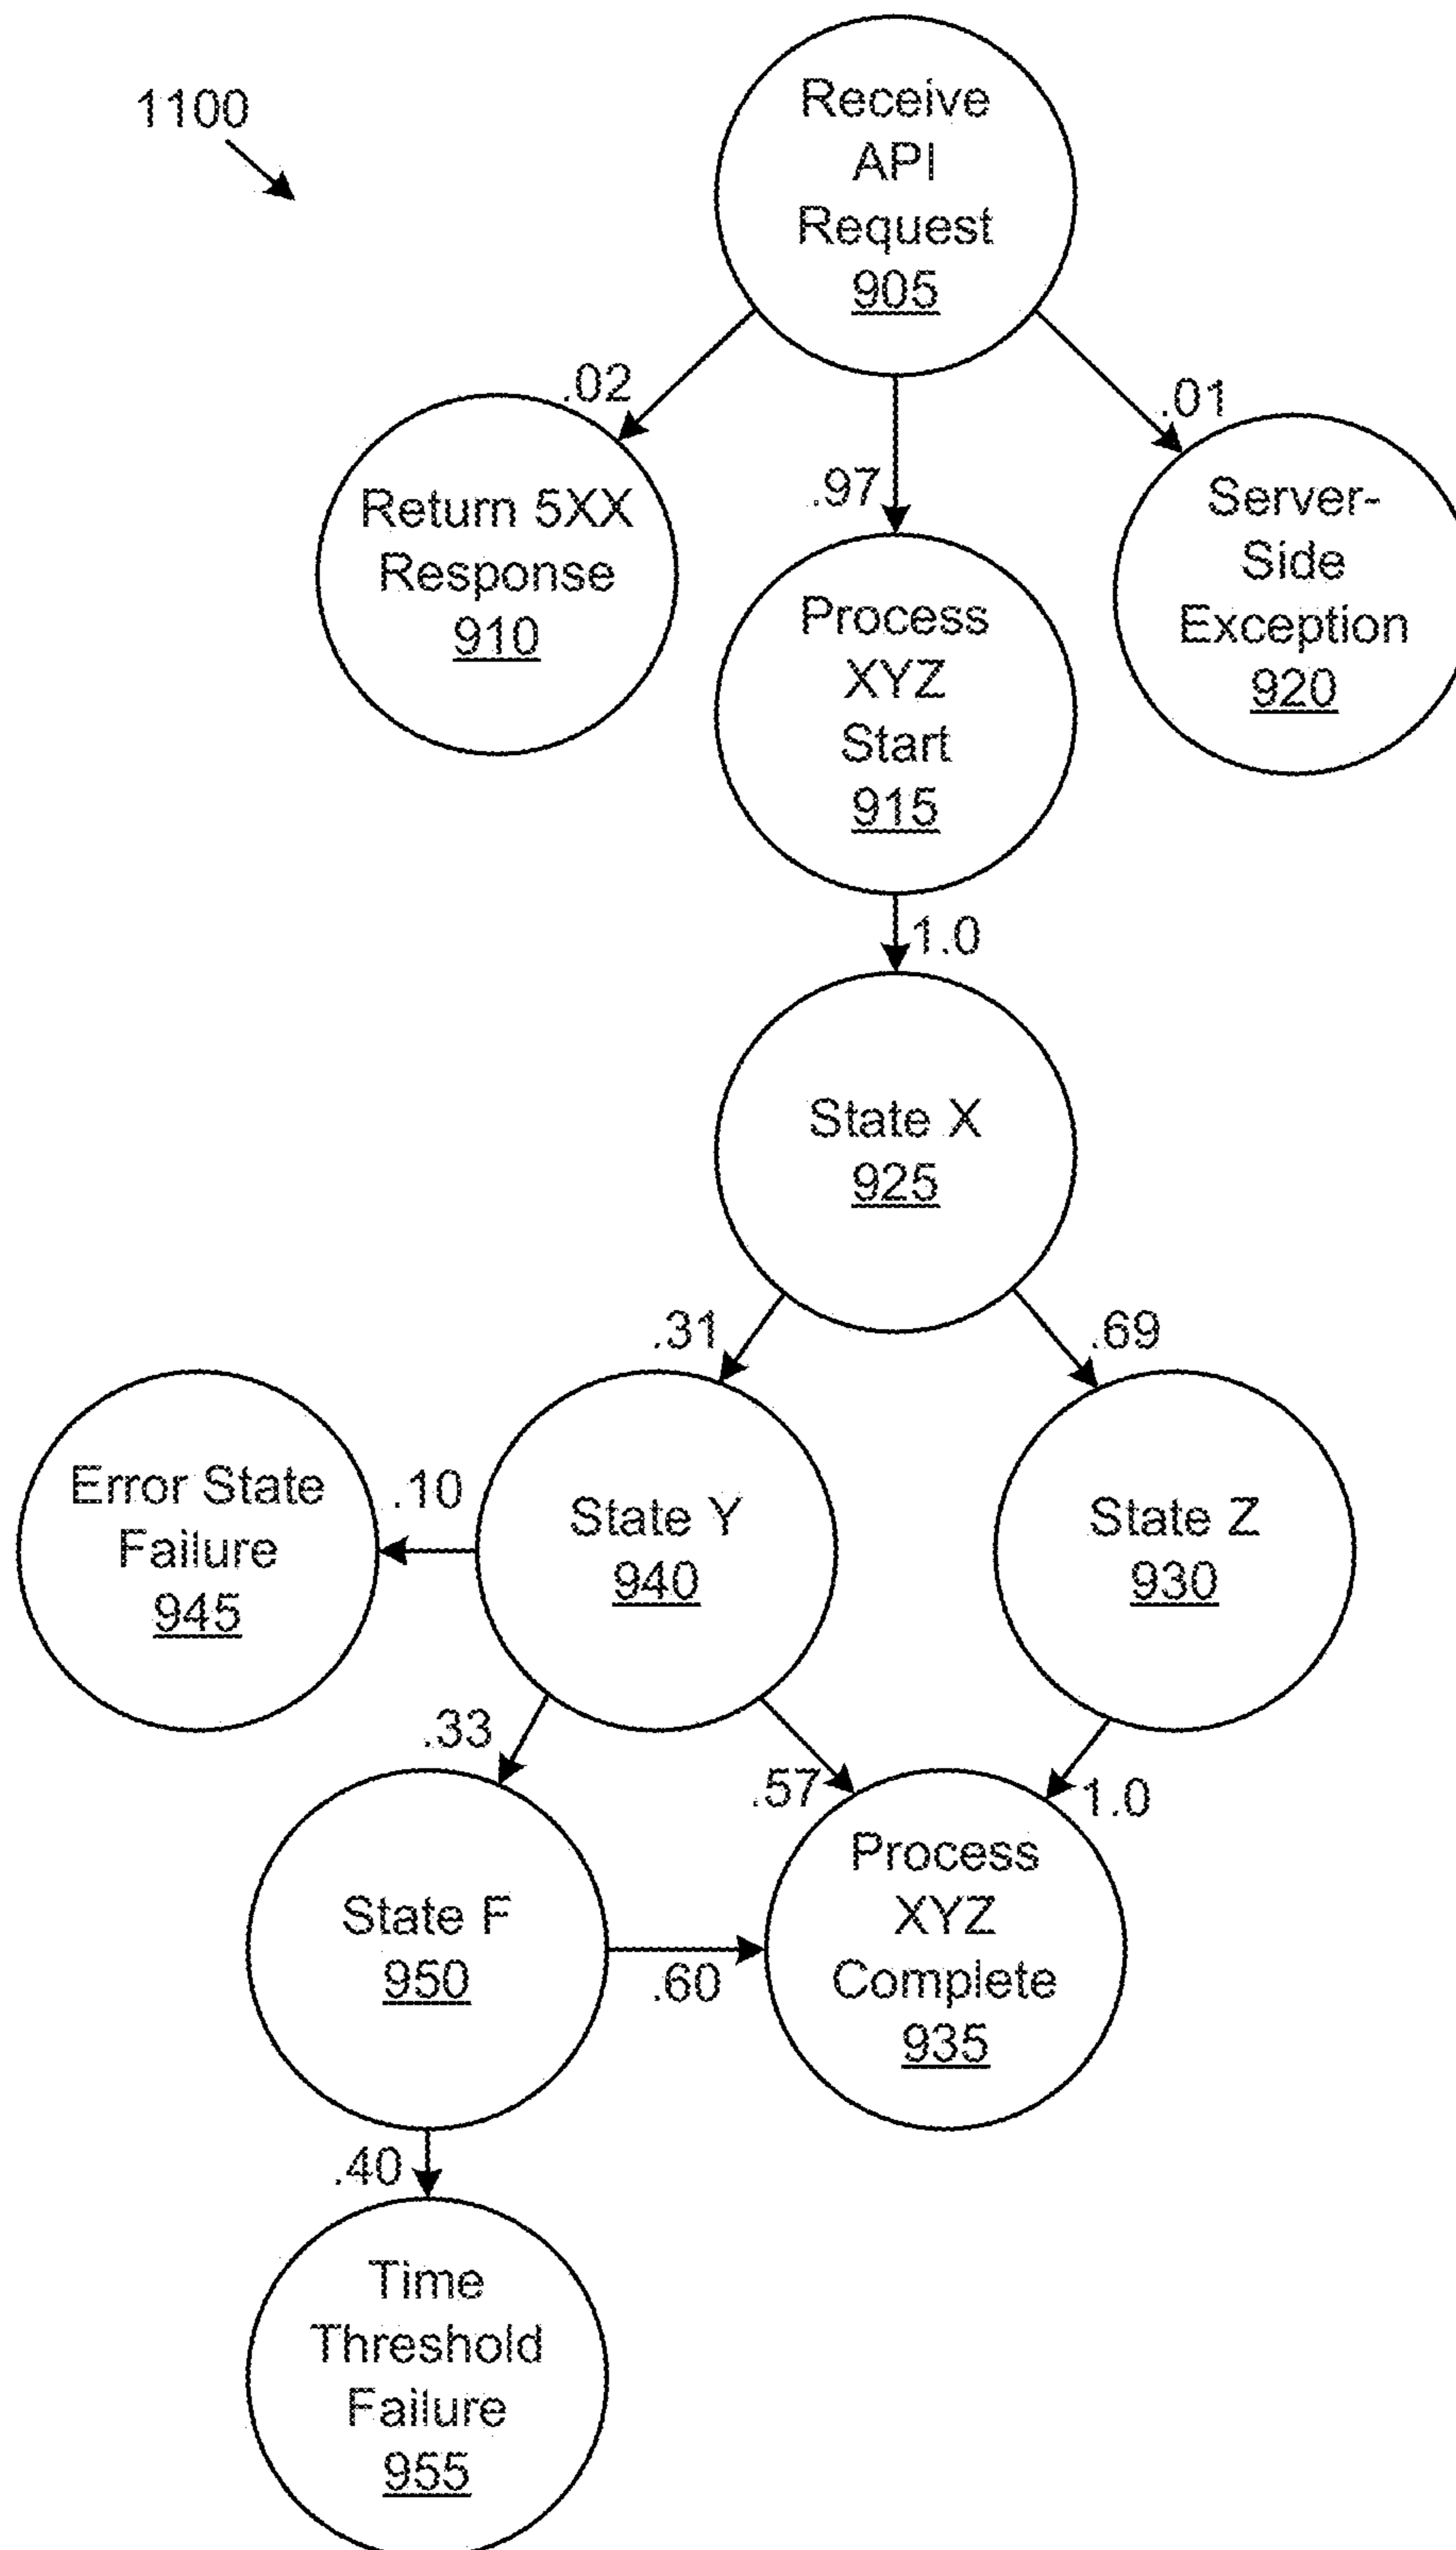 1100
Receive
API
Request
905
.02
.97
.01
Return 5XX
Response
910
Process
XYZ
Start
915
Server-
Side
Exception
920
1.0
State X
925
.31
.69
Error State
Failure
945
.10
State Y
940
State Z
930
.33
.57
1.0
State F
950
.60
Process
XYZ
Complete
935
.40
Time
Threshold
Failure
955